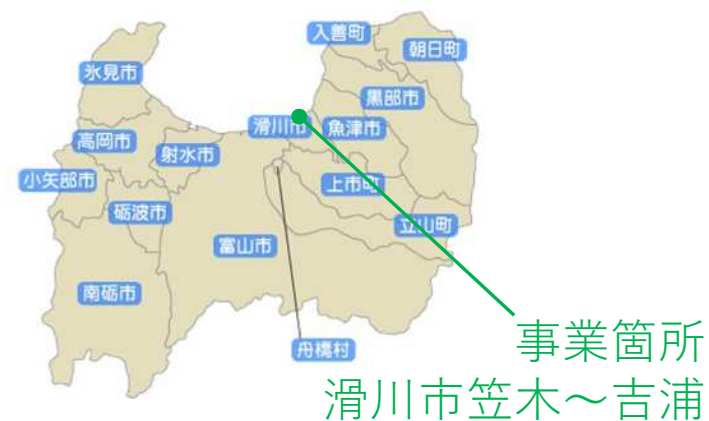 入善町
朝日町
氷見市
黒部市
滑川市
魚津市
高岡市
射水市
小矢部市
上市町
砺波市
立山町
富山市
南砺市
舟橋村
事業箇所
滑川市笠木～吉浦